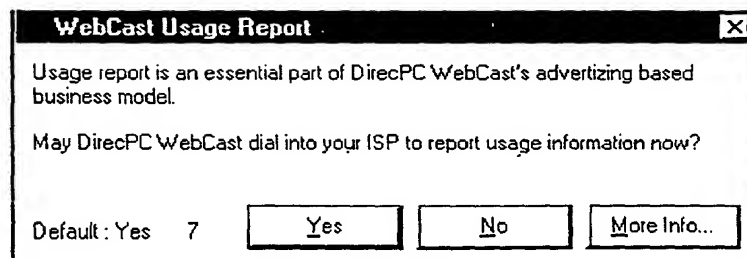 WebCast Usage Report
Usage report is an essential part of DirecPC WebCast's advertizing based
business model.
May DirecPC WebCast dial into your ISP to report usage information now?
Default : Yes 7 Yes No More Info...